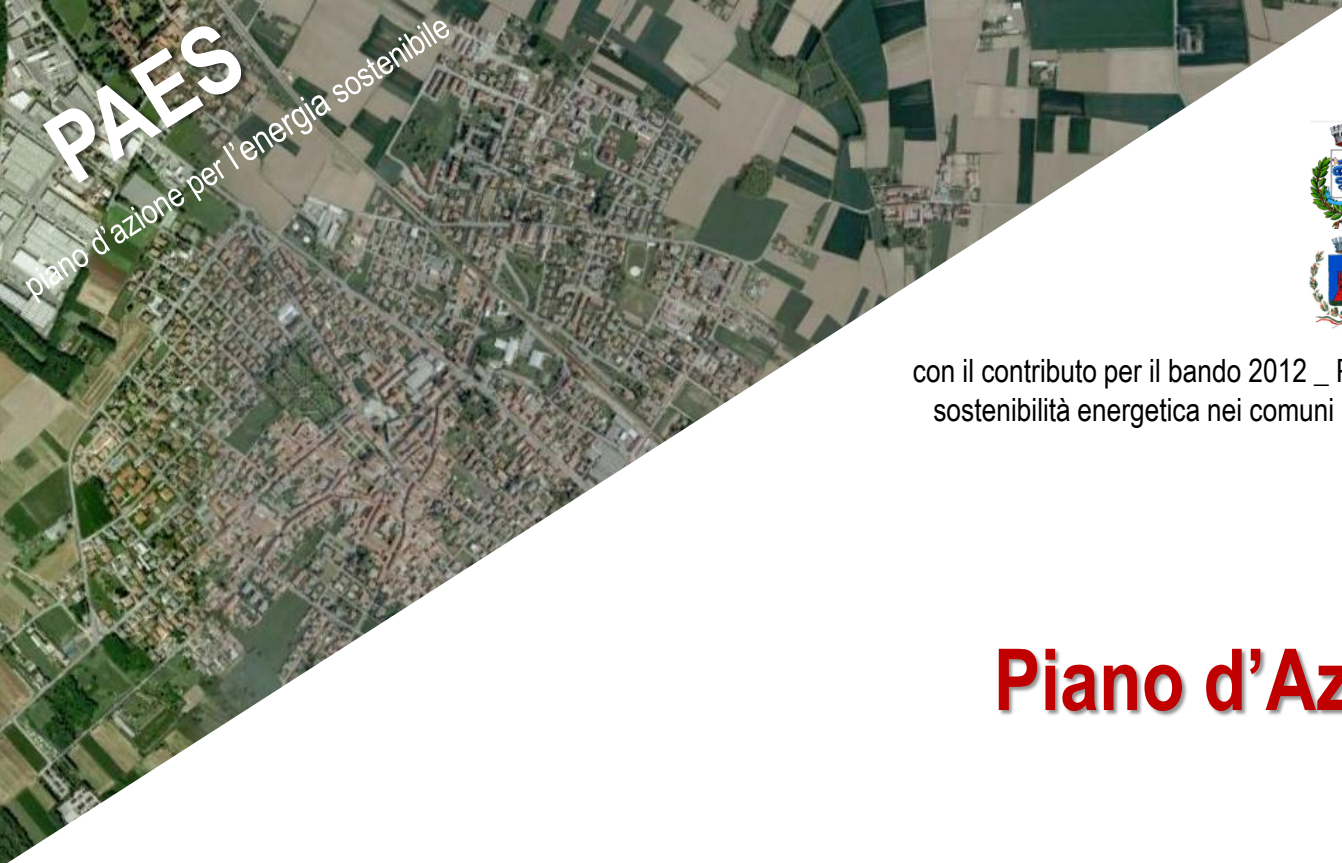 PAES
piano d'azione per l'energia sostenibile
con il contributo per il bando 2012 _
sostenibilità energetica nei comuni
Piano d'Az